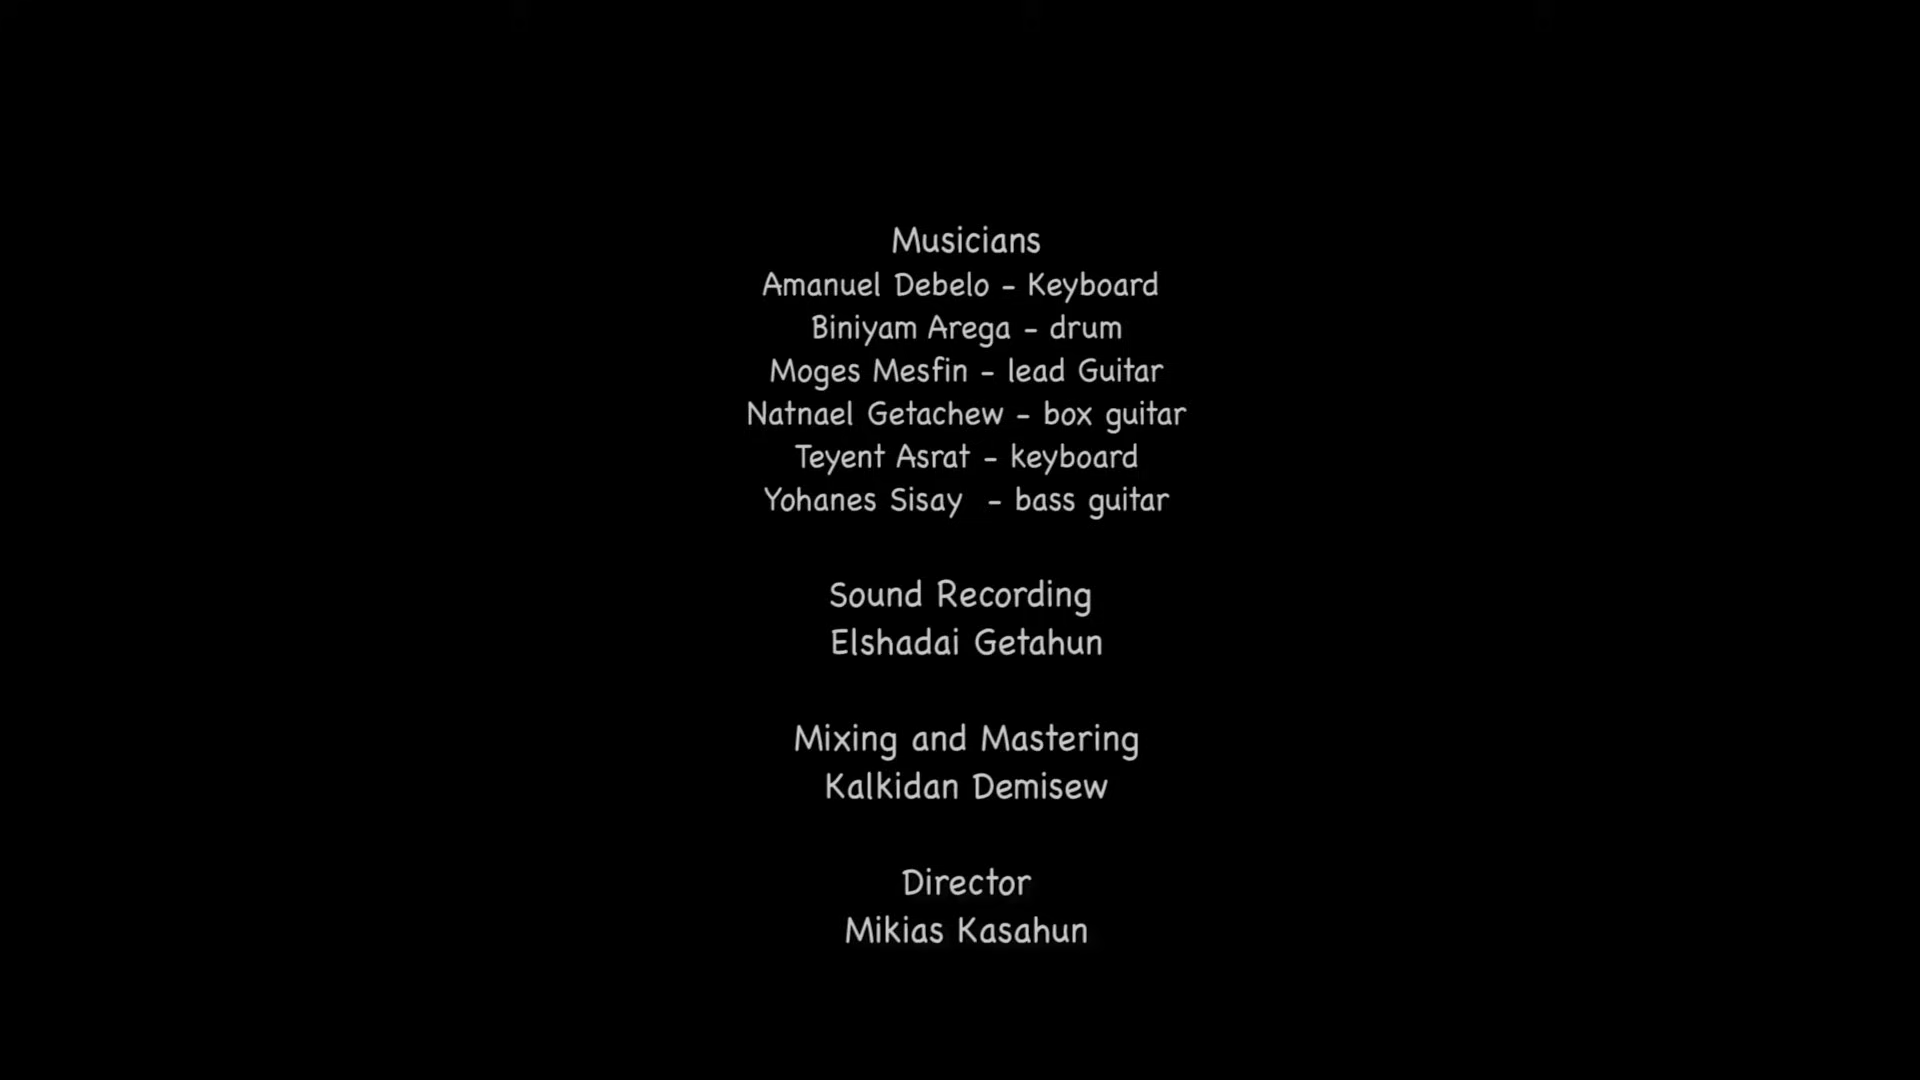 Musicians
Amanuel Debelo - Keyboard
Biniyam Arega - drum
Moges Mesfin - lead Guitar
Natnael Getachew - box guitar
Teyent Asrat - keyboard
Yohanes Sisay  - bass guitar
Sound Recording
Elshadai Getahun
Mixing and Mastering
Kalkidan Demisew
Director
Mikias Kasahun